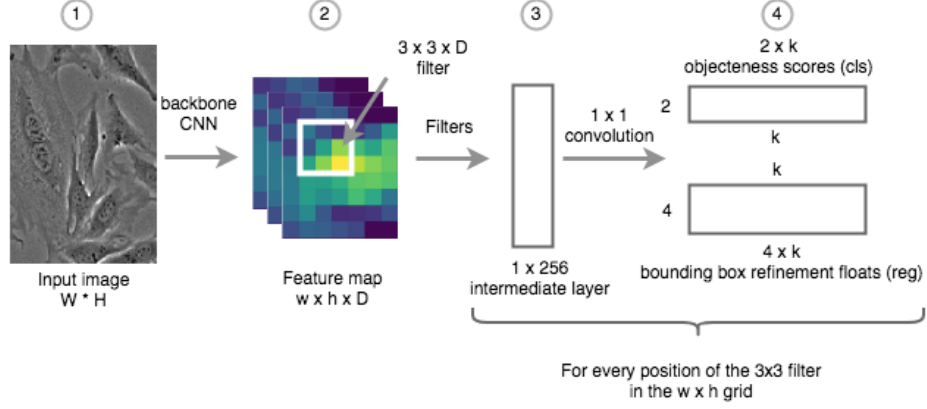 1
2
3
4
3 x 3 x D
filter
2 x k
objecteness scores (cls)
backbone
CNN
Filters
1 x 1
convolution
2
k
k
4
Input image
W * H
Feature map
w x h x D
1 x 256
intermediate layer
4 x k
bounding box refinement floats (reg)
For every position of the 3x3 filter
in the w x h grid